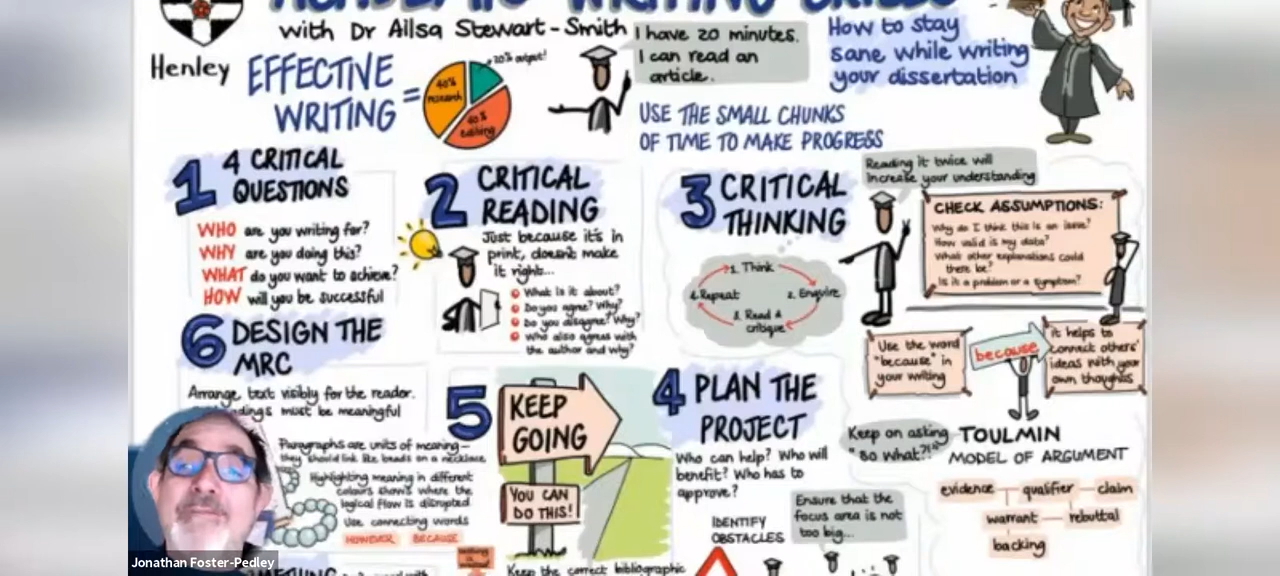 ACADEMIC WRITING SKILLS
with Dr Ailsa Stewart-Smith
Henley
EFFECTIVE
WRITING =
40% research
20% output!
40% editing
I have 20 minutes.
I can read an
article.
How to stay
sane while writing
your dissertation
USE THE SMALL CHUNKS
OF TIME TO MAKE PROGRESS
1 4 CRITICAL
QUESTIONS
WHO are you writing for?
WHY are you doing this?
WHAT do you want to achieve?
HOW will you be successful
2 CRITICAL
READING
Just because it's in
print, doesn't make
it right...
What is it about?
Do you agree? Why?
Do you disagree? Why?
Who also agrees with
the author and why?
3 CRITICAL
THINKING
1. Think
2. Enquire
3. Read &
critique
4. Repeat
Reading it twice will
increase your understanding
CHECK ASSUMPTIONS:
Why do I think this is an issue?
How valid is my data?
What other explanations could
there be?
Is it a problem or a symptom?
Use the word
"because" in
your writing
because
it helps to
connect others'
ideas with your
own thoughts
Keep on asking
"So what?!"
TOULMIN
MODEL OF ARGUMENT
evidence qualifier claim
warrant rebuttal
backing
4 PLAN THE
PROJECT
Who can help? Who will
benefit? Who has to
approve?
Ensure that the
focus area is not
too big...
IDENTIFY
OBSTACLES
5 KEEP
GOING
YOU CAN
DO THIS!
Keep the correct bibliographic
6 DESIGN THE
MRC
Arrange text visibly for the reader.
must be meaningful
Paragraphs are units of meaning-
they should link like beads on a necklace
Highlighting meaning in different
colours shows where the
logical flow is disrupted
Use connecting words
HOWEVER BECAUSE
Jonathan Foster-Pedley